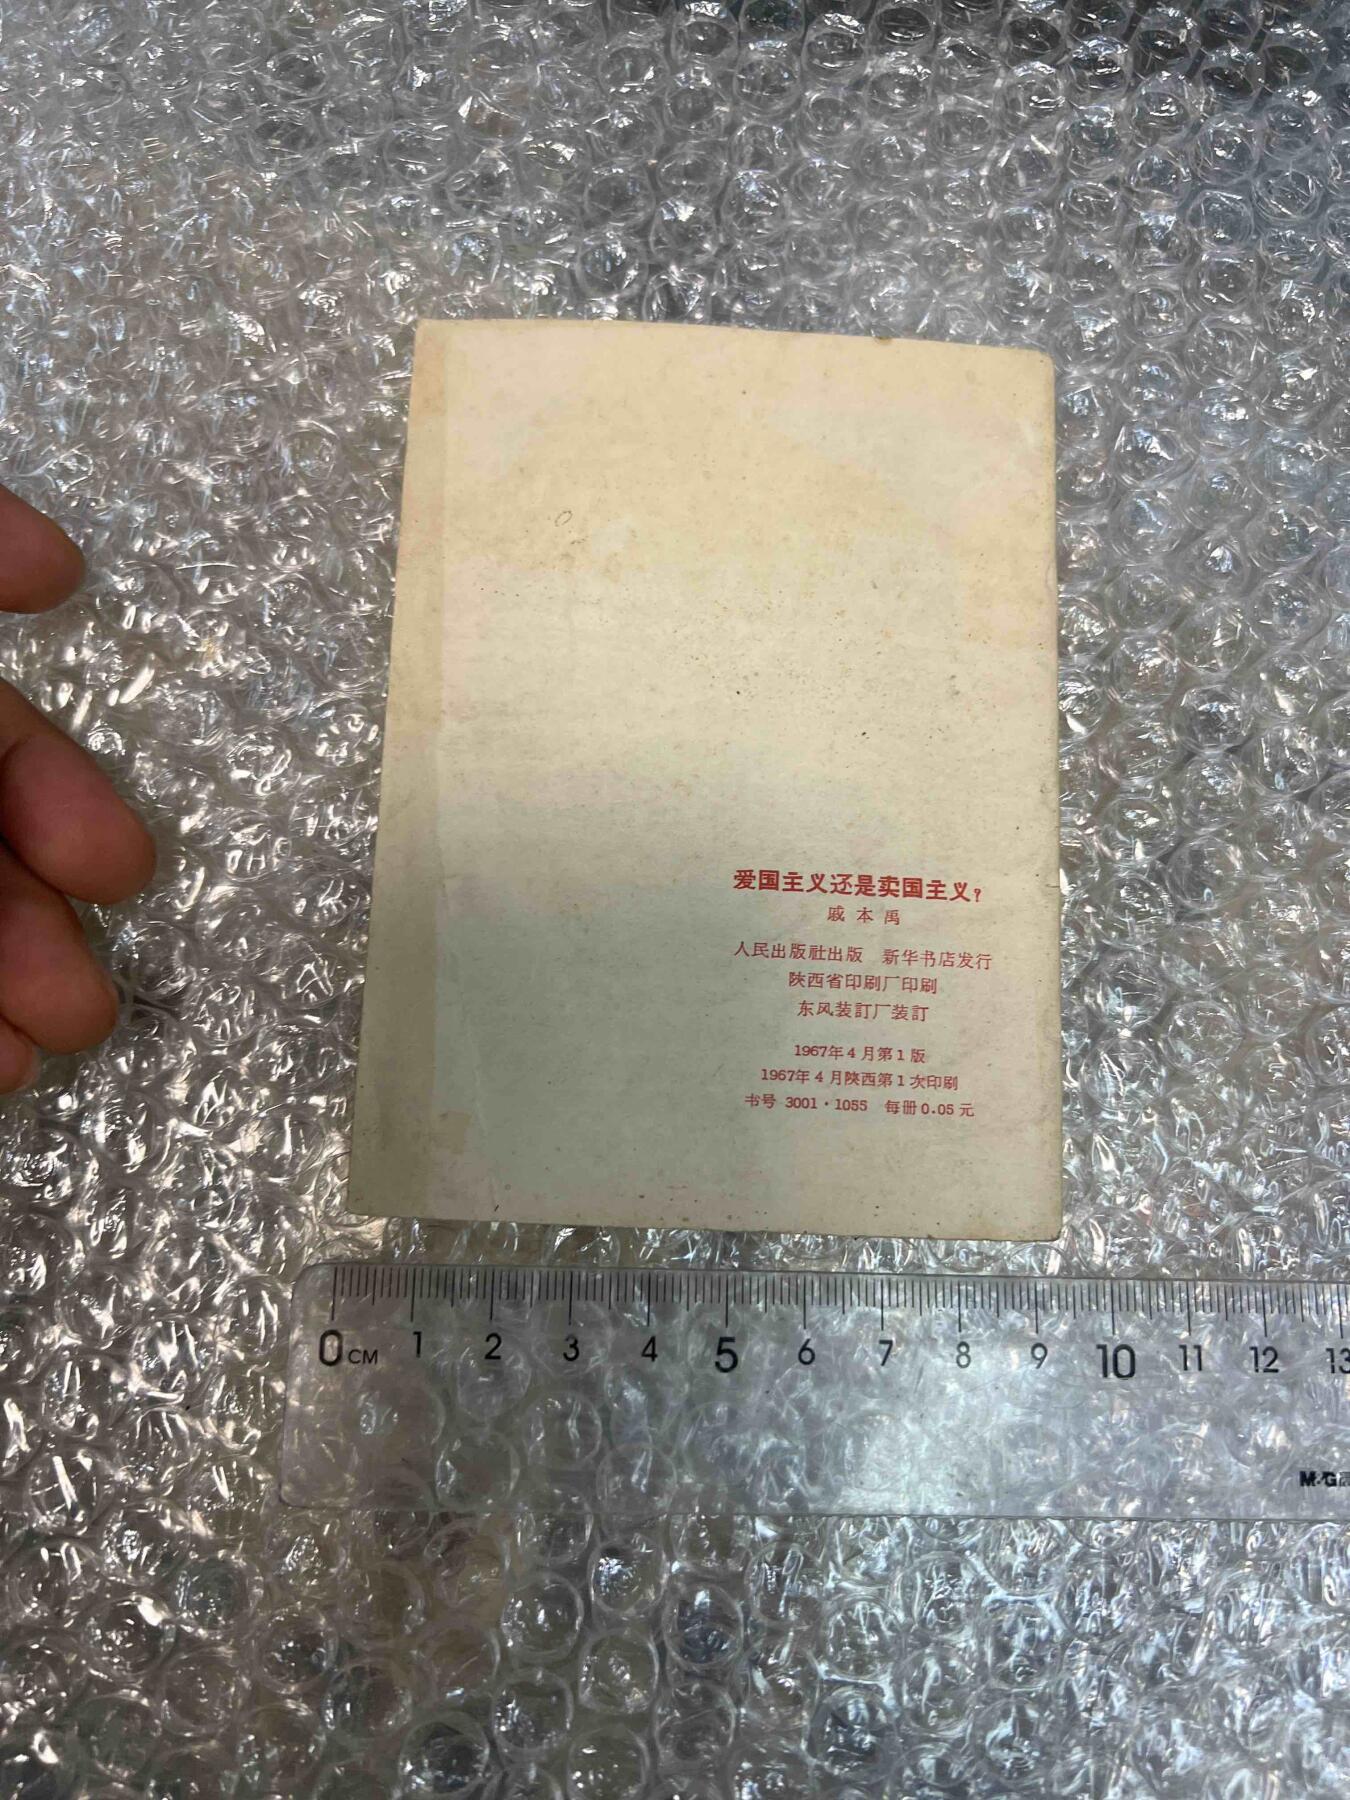 爱国主义还是卖国主义?
戚本禹
人民出版社出版 新华书店发行
陕西省印刷厂印刷
东风装訂厂装訂
1967年4月第1版
1967年4月陕西第1次印刷
书号 3001·1055 每册0.05元
0CM 1 2 3 4 5 6 7 8 9 10 11 12 13
M&G